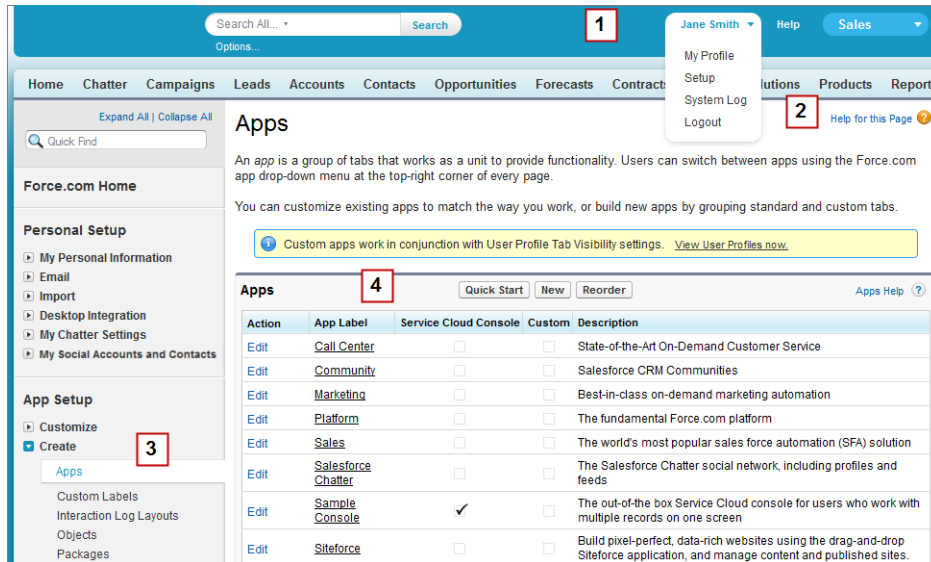 Search All...
Search
1
Jane Smith
Help
Sales
Options...
My Profile
Setup
System Log
Logout
Home Chatter Campaigns Leads Accounts Contacts Opportunities Forecasts Contracts Products Report
2
Expand All | Collapse All
Quick Find
Apps
Help for this Page
An app is a group of tabs that works as a unit to provide functionality. Users can switch between apps using the Force.com
app drop-down menu at the top-right corner of every page.
You can customize existing apps to match the way you work, or build new apps by grouping standard and custom tabs.
Custom apps work in conjunction with User Profile Tab Visibility settings. View User Profiles now.
Force.com Home
Personal Setup
My Personal Information
Email
Import
Desktop Integration
My Chatter Settings
My Social Accounts and Contacts
App Setup
Customize
Create
3
Apps
Custom Labels
Interaction Log Layouts
Objects
Packages
Apps
4
Quick Start New Reorder
Apps Help ?
Action App Label Service Cloud Console Custom Description
Edit Call Center State-of-the-Art On-Demand Customer Service
Edit Community Salesforce CRM Communities
Edit Marketing Best-in-class on-demand marketing automation
Edit Platform The fundamental Force.com platform
Edit Sales The world's most popular sales force automation (SFA) solution
Edit Salesforce Chatter The Salesforce Chatter social network, including profiles and
feeds
Edit Sample Console The out-of-the box Service Cloud console for users who work with
multiple records on one screen
Edit Siteforce Build pixel-perfect, data-rich websites using the drag-and-drop
Siteforce application, and manage content and published sites.